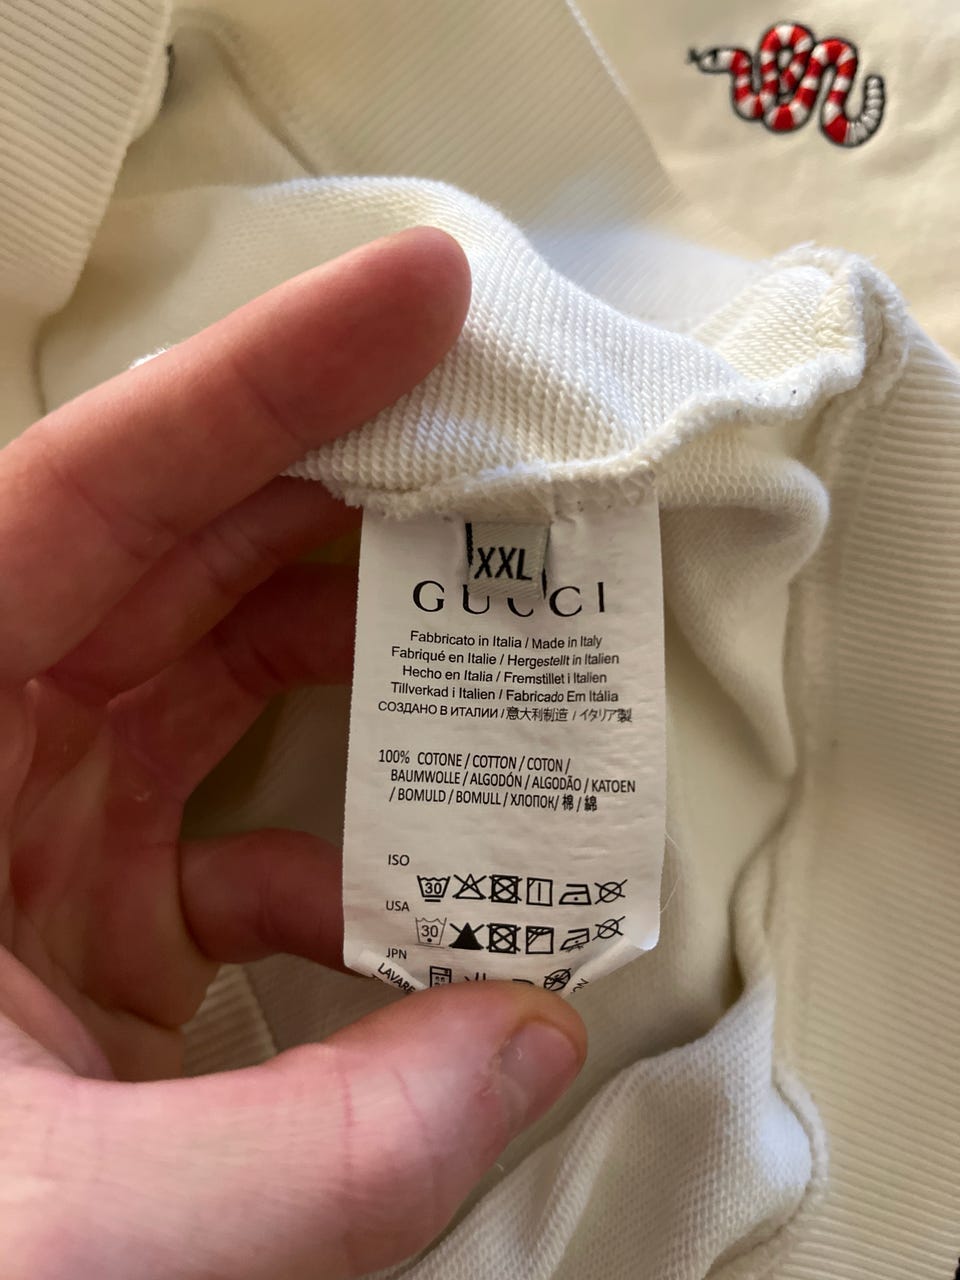 XXL
GUCCI
Fabbricato in Italia / Made in Italy
Fabriqué en Italie / Hergestellt in Italien
Hecho en Italia / Fremstillet i Italien
Tillverkad i Italien / Fabricado Em Itália
СОЗДАНО В ИТАЛИИ / 意大利制造 / イタリア製
100% COTONE / COTTON / COTON /
BAUMWOLLE / ALGODÓN / ALGODÃO / KATOEN
/ BOMULD / BOMULL / ХЛОПОК / 棉 / 綿
ISO
30
USA
30
JPN
LAVARE